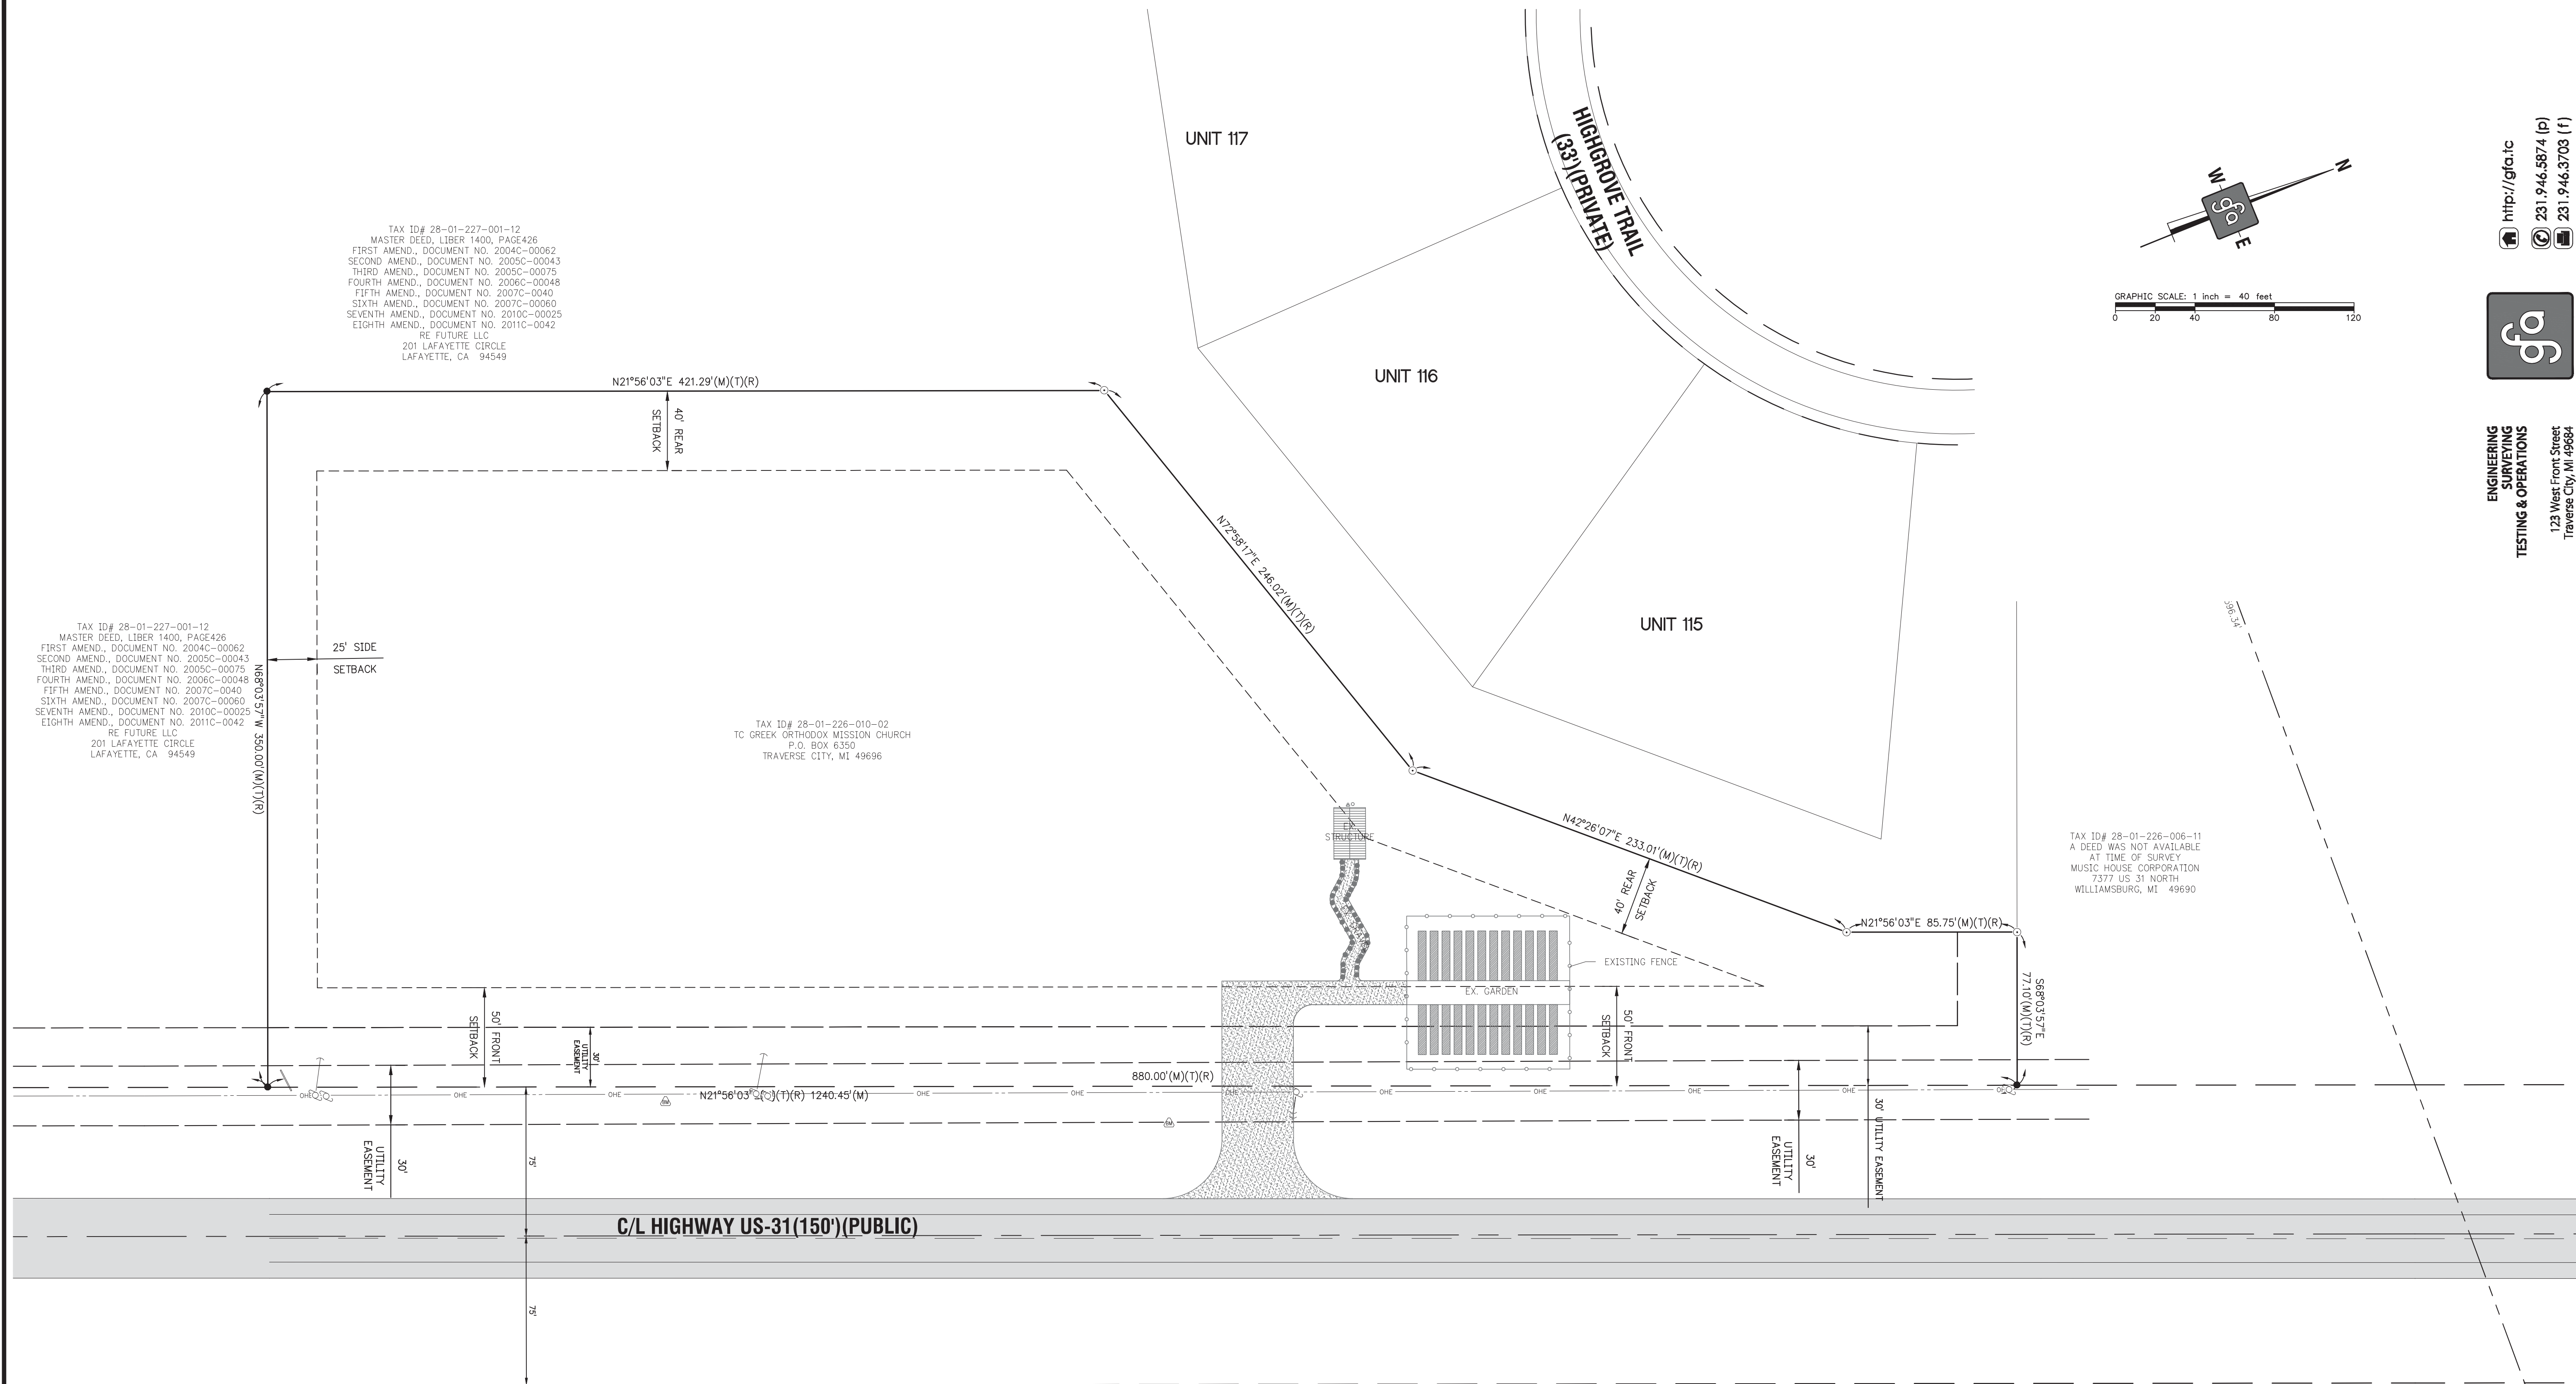 UNIT 117
HIGHGROVE TRAIL
(33')(PRIVATE)
N
W
E
gfa
GRAPHIC SCALE: 1 inch = 40 feet
0 20 40 80 120
http://gfa.tc
231.946.5874 (p)
231.946.3703 (f)
gfa
ENGINEERING
SURVEYING
TESTING & OPERATIONS
123 West Front Street
Traverse City, MI 49684
TAX ID# 28-01-227-001-12
MASTER DEED, LIBER 1400, PAGE426
FIRST AMEND., DOCUMENT NO. 2004C-00062
SECOND AMEND., DOCUMENT NO. 2005C-00043
THIRD AMEND., DOCUMENT NO. 2005C-00075
FOURTH AMEND., DOCUMENT NO. 2006C-00048
FIFTH AMEND., DOCUMENT NO. 2007C-0040
SIXTH AMEND., DOCUMENT NO. 2007C-00060
SEVENTH AMEND., DOCUMENT NO. 2010C-00025
EIGHTH AMEND., DOCUMENT NO. 2011C-0042
RE FUTURE LLC
201 LAFAYETTE CIRCLE
LAFAYETTE, CA 94549
N21°56'03"E 421.29'(M)(T)(R)
40' REAR
SETBACK
UNIT 116
UNIT 115
N72°58'17"E 246.02'(M)(T)(R)
TAX ID# 28-01-227-001-12
MASTER DEED, LIBER 1400, PAGE426
FIRST AMEND., DOCUMENT NO. 2004C-00062
SECOND AMEND., DOCUMENT NO. 2005C-00043
THIRD AMEND., DOCUMENT NO. 2005C-00075
FOURTH AMEND., DOCUMENT NO. 2006C-00048
FIFTH AMEND., DOCUMENT NO. 2007C-0040
SIXTH AMEND., DOCUMENT NO. 2007C-00060
SEVENTH AMEND., DOCUMENT NO. 2010C-00025
EIGHTH AMEND., DOCUMENT NO. 2011C-0042
RE FUTURE LLC
201 LAFAYETTE CIRCLE
LAFAYETTE, CA 94549
N68°03'57"W 350.00'(M)(T)(R)
25' SIDE
SETBACK
TAX ID# 28-01-226-010-02
TC GREEK ORTHODOX MISSION CHURCH
P.O. BOX 6350
TRAVERSE CITY, MI 49696
STRUCTURE
N42°26'07"E 233.01'(M)(T)(R)
40' REAR
SETBACK
N21°56'03"E 85.75'(M)(T)(R)
S68°03'57"E
77.10'(M)(T)(R)
TAX ID# 28-01-226-006-11
A DEED WAS NOT AVAILABLE
AT TIME OF SURVEY
MUSIC HOUSE CORPORATION
7377 US 31 NORTH
WILLIAMSBURG, MI 49690
EXISTING FENCE
EX. GARDEN
50' FRONT
SETBACK
30'
UTILITY
EASEMENT
50' FRONT
SETBACK
880.00'(M)(T)(R)
N21°56'03" (T)(R) 1240.45'(M)
OHE OHE OHE OHE OHE OHE OHE OHE OHE OHE
30'
UTILITY
EASEMENT
75'
30'
UTILITY
EASEMENT
30' UTILITY EASEMENT
C/L HIGHWAY US-31(150')(PUBLIC)
75'